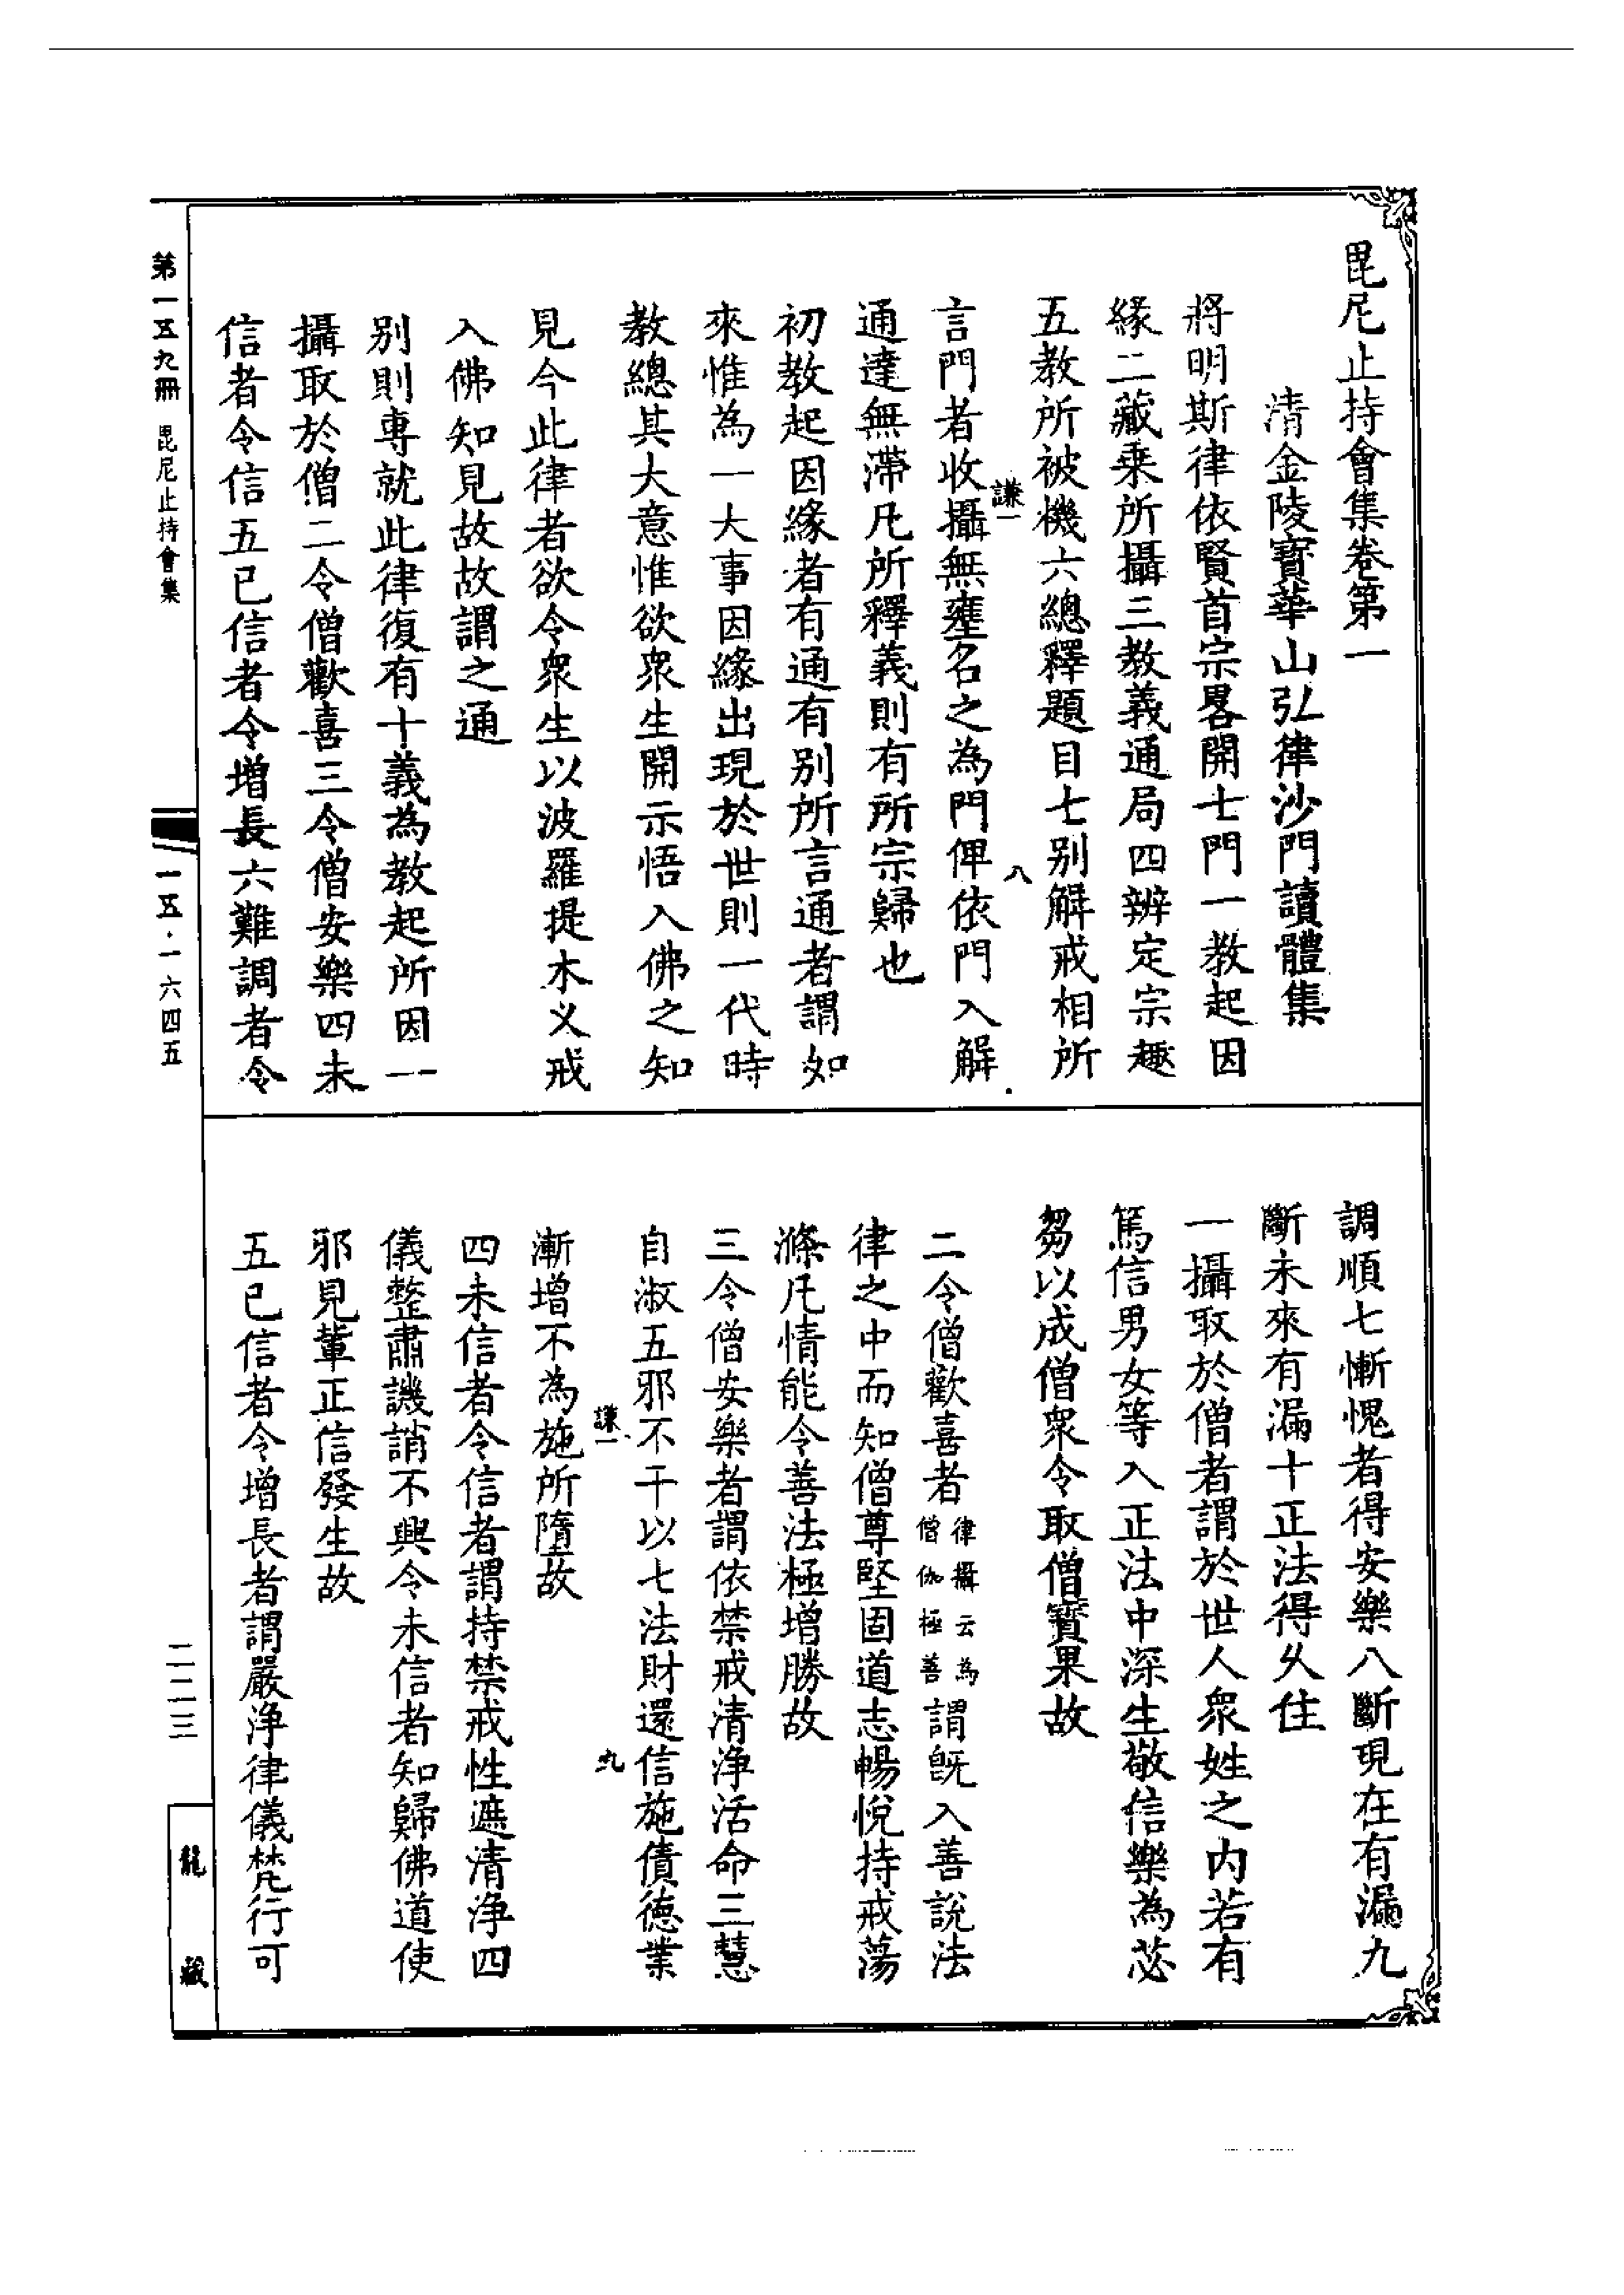 毘尼止持會集卷第一
清金陵寶華山弘律沙門讀體集
將明斯律依賢首宗畧開七門一教起因
緣二藏乗所攝三教義通局四辨定宗趣
五教所被機六總釋題目七别解戒相所
謙一
八
言門者收攝無壅名之為門俾依門入解
通達無滯凡所釋義則有所宗歸也
初教起因緣者有通有别所言通者謂如
來惟為一大事因緣出現於世則一代時
教總其大意惟欲衆生開示悟入佛之知
見今此律者欲令衆生以波羅提木义戒
入佛知見故故謂之通
别則專就此律復有十義為教起所因一
攝取於僧二令僧歡喜三令僧安樂四未
信者令信五已信者令增長六難調者令
調順七慚愧者得安樂八斷現在有漏九
斷未來有漏十正法得久住
一攝取於僧者謂於世人衆姓之内若有
篤信男女等入正法中深生敬信樂為苾
芻以成僧衆令取僧寶果故
二令僧歡喜者
律攝云為
僧伽極善
謂旣入善說法
律之中而知僧尊堅固道志暢悅持戒蕩
滌凡情能令善法極增勝故
三令僧安樂者謂依禁戒清淨活命三慧
自淑五邪不干以七法財還信施債德業
謙一
九
漸增不為施所墮故
四未信者令信者謂持禁戒性遮清淨四
儀整肅譏誚不興令未信者知歸佛道使
邪見輩正信發生故
五已信者令增長者謂嚴淨律儀梵行可
第一五九冊 毘尼止持會集
一五·一六四五
二二三
龍藏